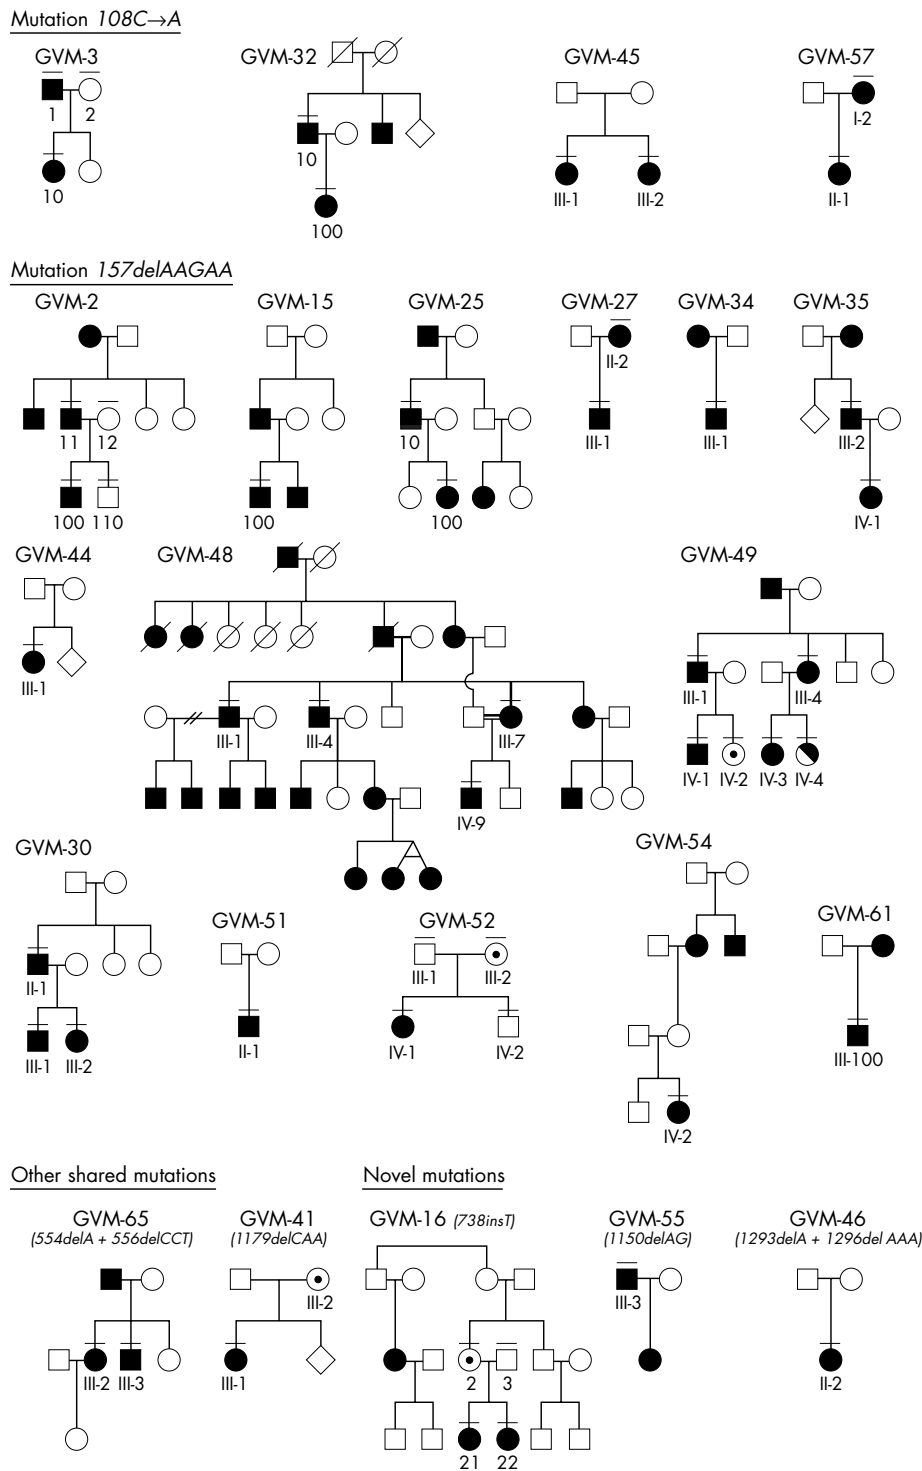 Mutation 108C→A
GVM-3 GVM-32 GVM-45 GVM-57
1 2 I-2
10
10 III-1 III-2 II-1
100
Mutation 157delAAGAA
GVM-2 GVM-15 GVM-25 GVM-27 GVM-34 GVM-35
II-2
11 12 10 III-1 III-1 III-2
100 110 100 100 IV-1
GVM-44 GVM-48 GVM-49
III-1
III-1 III-4
III-1 III-4 III-7
IV-1 IV-2 IV-3 IV-4
IV-9
GVM-30 GVM-54
GVM-51 GVM-52 GVM-61
II-1 III-1 III-2
II-1 IV-1 IV-2 III-100
III-1 III-2
IV-2
Other shared mutations Novel mutations
GVM-65 GVM-41 GVM-16 (738insT) GVM-55 GVM-46
(554delA + 556delCCT) (1179delCAA) (1150delAG) (1293delA + 1296del AAA)
III-2 III-3
III-2 III-3 III-1 2 3 II-2
21 22